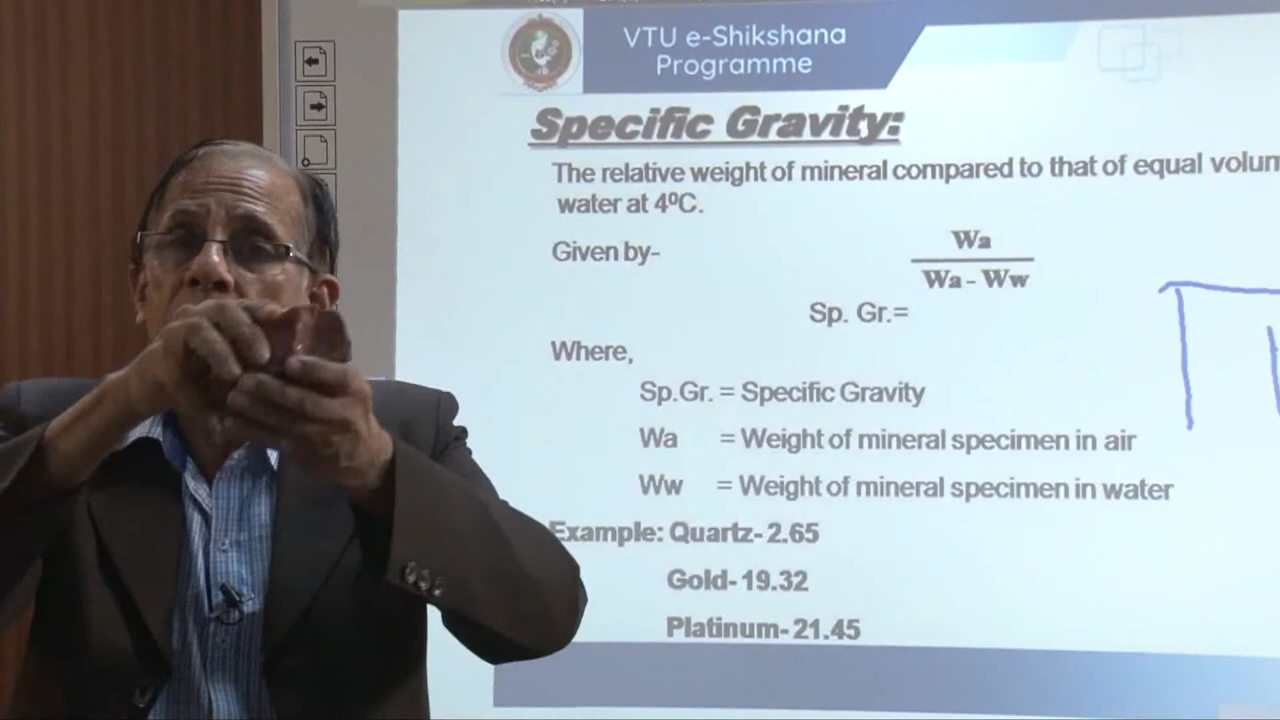 VTU e-Shikshana
Programme
Specific Gravity:
The relative weight of mineral compared to that of equal
water at 4⁰C.
Given by-
Wa
Wa - Ww
Sp. Gr.=
Where,
Sp.Gr. = Specific Gravity
Wa = Weight of mineral specimen in air
Ww = Weight of mineral specimen in water
Example: Quartz- 2.65
Gold- 19.32
Platinum- 21.45